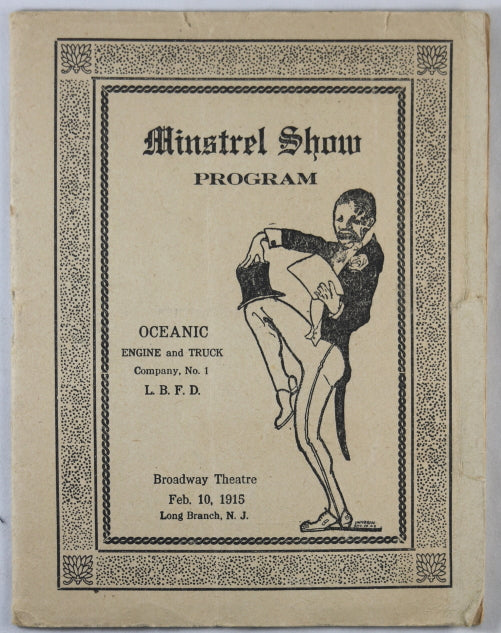 Minstrel Show
PROGRAM
OCEANIC
ENGINE and TRUCK
Company, No. 1
L. B. F. D.
Broadway Theatre
Feb. 10, 1915
Long Branch, N. J.